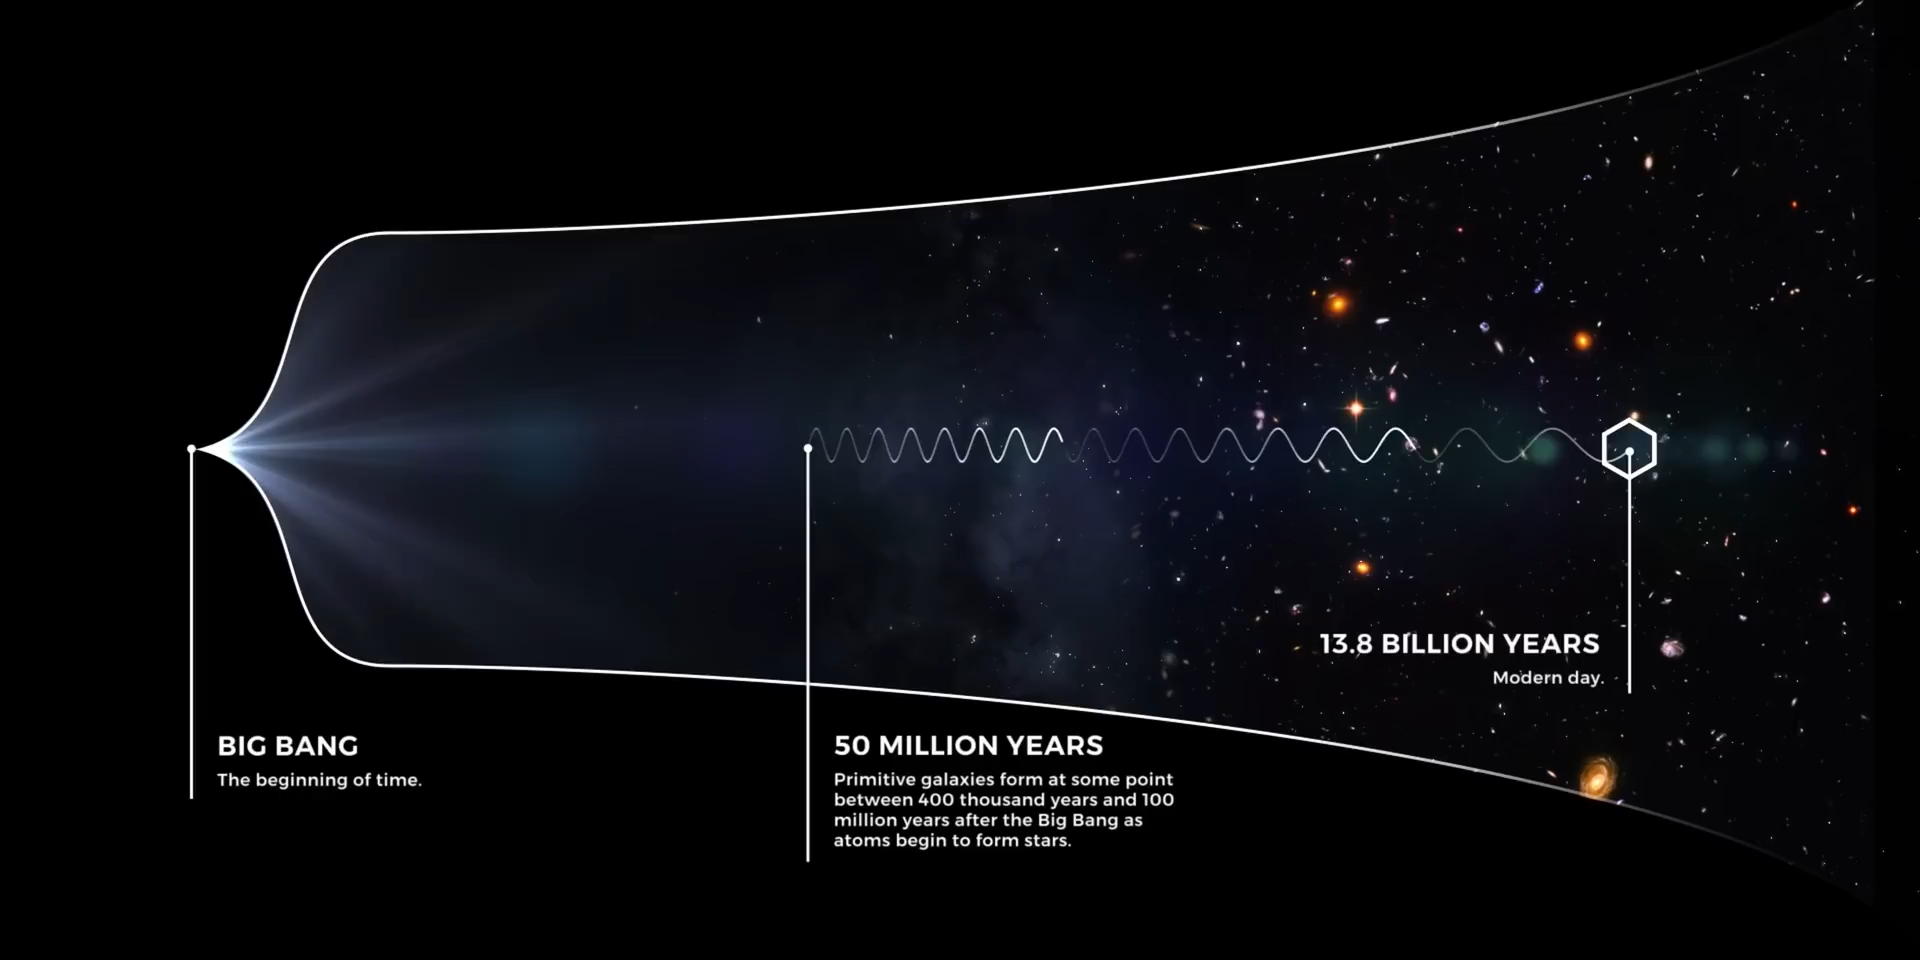 BIG BANG
The beginning of time.
50 MILLION YEARS
Primitive galaxies form at some point
between 400 thousand years and 100
million years after the Big Bang as
atoms begin to form stars.
13.8 BILLION YEARS
Modern day.